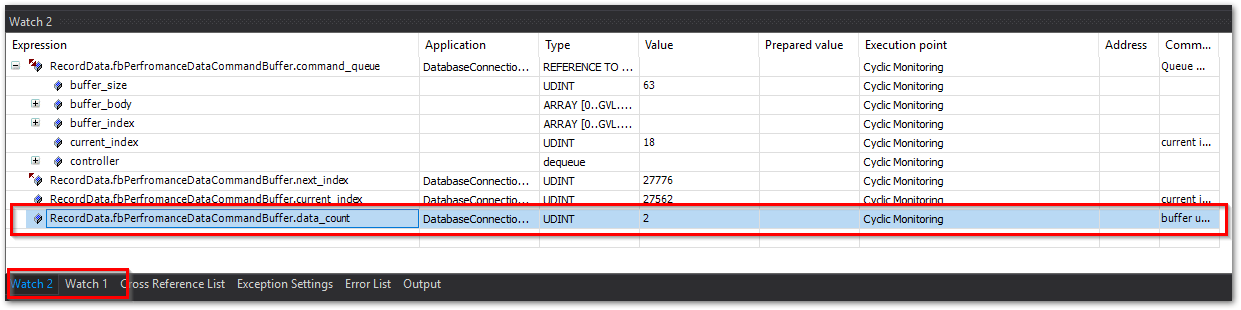 Watch 2
Expression Application Type Value Prepared value Execution point Address Comm...
RecordData.fbPerfromanceDataCommandBuffer.command_queue DatabaseConnectio... REFERENCE TO ... Cyclic Monitoring Queue ...
buffer_size UDINT 63 Cyclic Monitoring
buffer_body ARRAY [0..GVL.... Cyclic Monitoring
buffer_index ARRAY [0..GVL.... Cyclic Monitoring
current_index UDINT 18 Cyclic Monitoring current i...
controller dequeue Cyclic Monitoring
RecordData.fbPerfromanceDataCommandBuffer.next_index DatabaseConnectio... UDINT 27776 Cyclic Monitoring
RecordData.fbPerfromanceDataCommandBuffer.current_index DatabaseConnectio... UDINT 27562 Cyclic Monitoring current i...
RecordData.fbPerfromanceDataCommandBuffer.data_count DatabaseConnectio... UDINT 2 Cyclic Monitoring buffer u...
Watch 2 Watch 1 Cross Reference List Exception Settings Error List Output